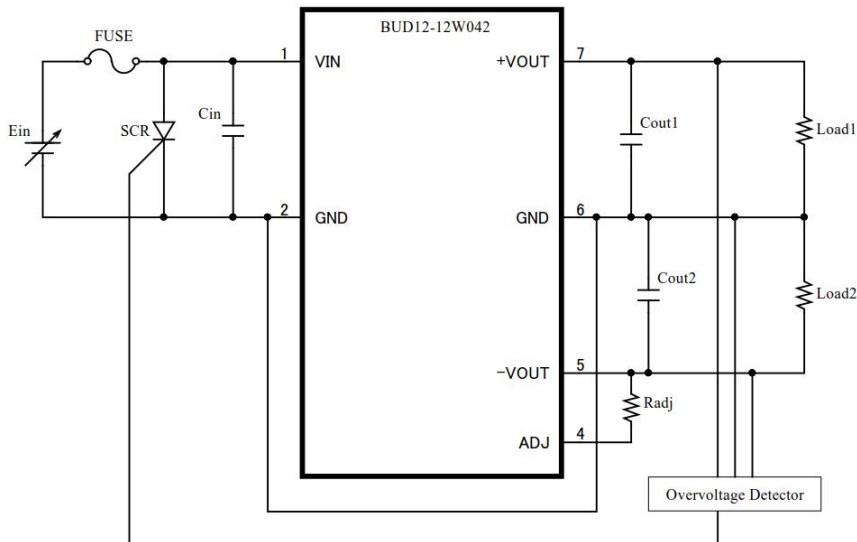 BUD12-12W042
FUSE
1 VIN +VOUT 7
Ein SCR Cin Cout1 Load1
2 GND GND 6
Cout2 Load2
-VOUT 5
Radj
ADJ 4
Overvoltage Detector